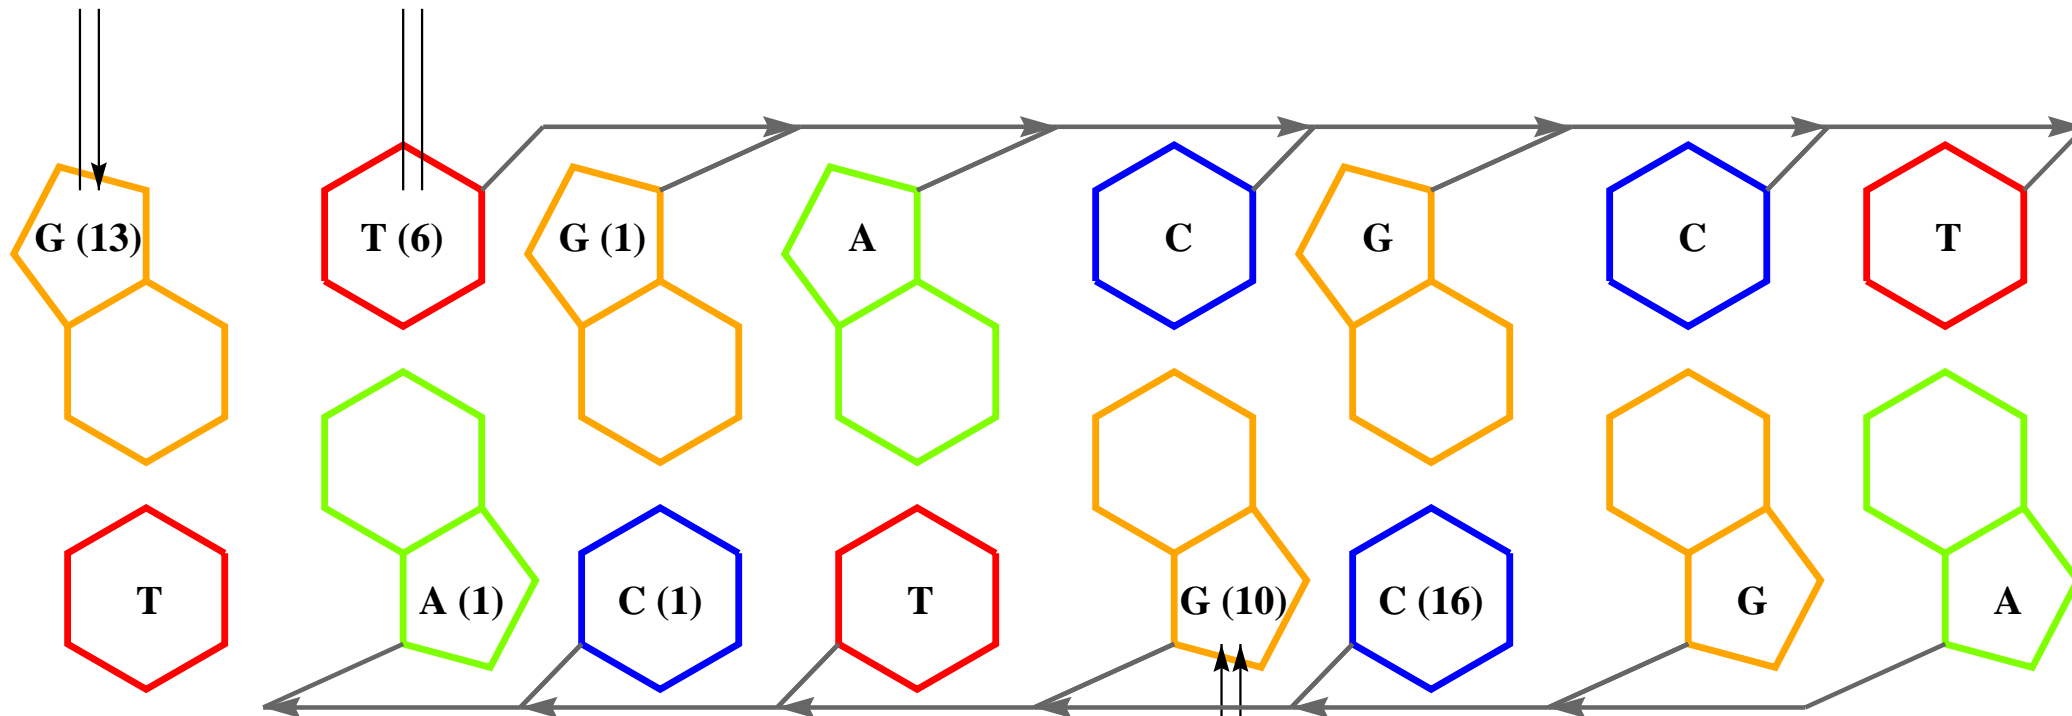 G (13) T (6) G (1) A C G C T
T A (1) C (1) T G (10) C (16) G A